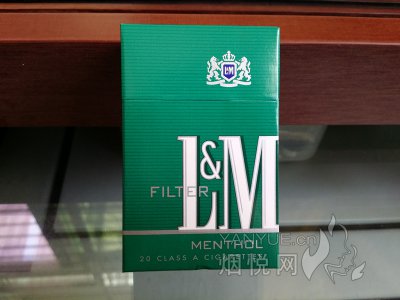 L&M
FILTER
L&M
MENTHOL
20 CLASS A CIGARETTES
YANYUE.cn
烟悦网